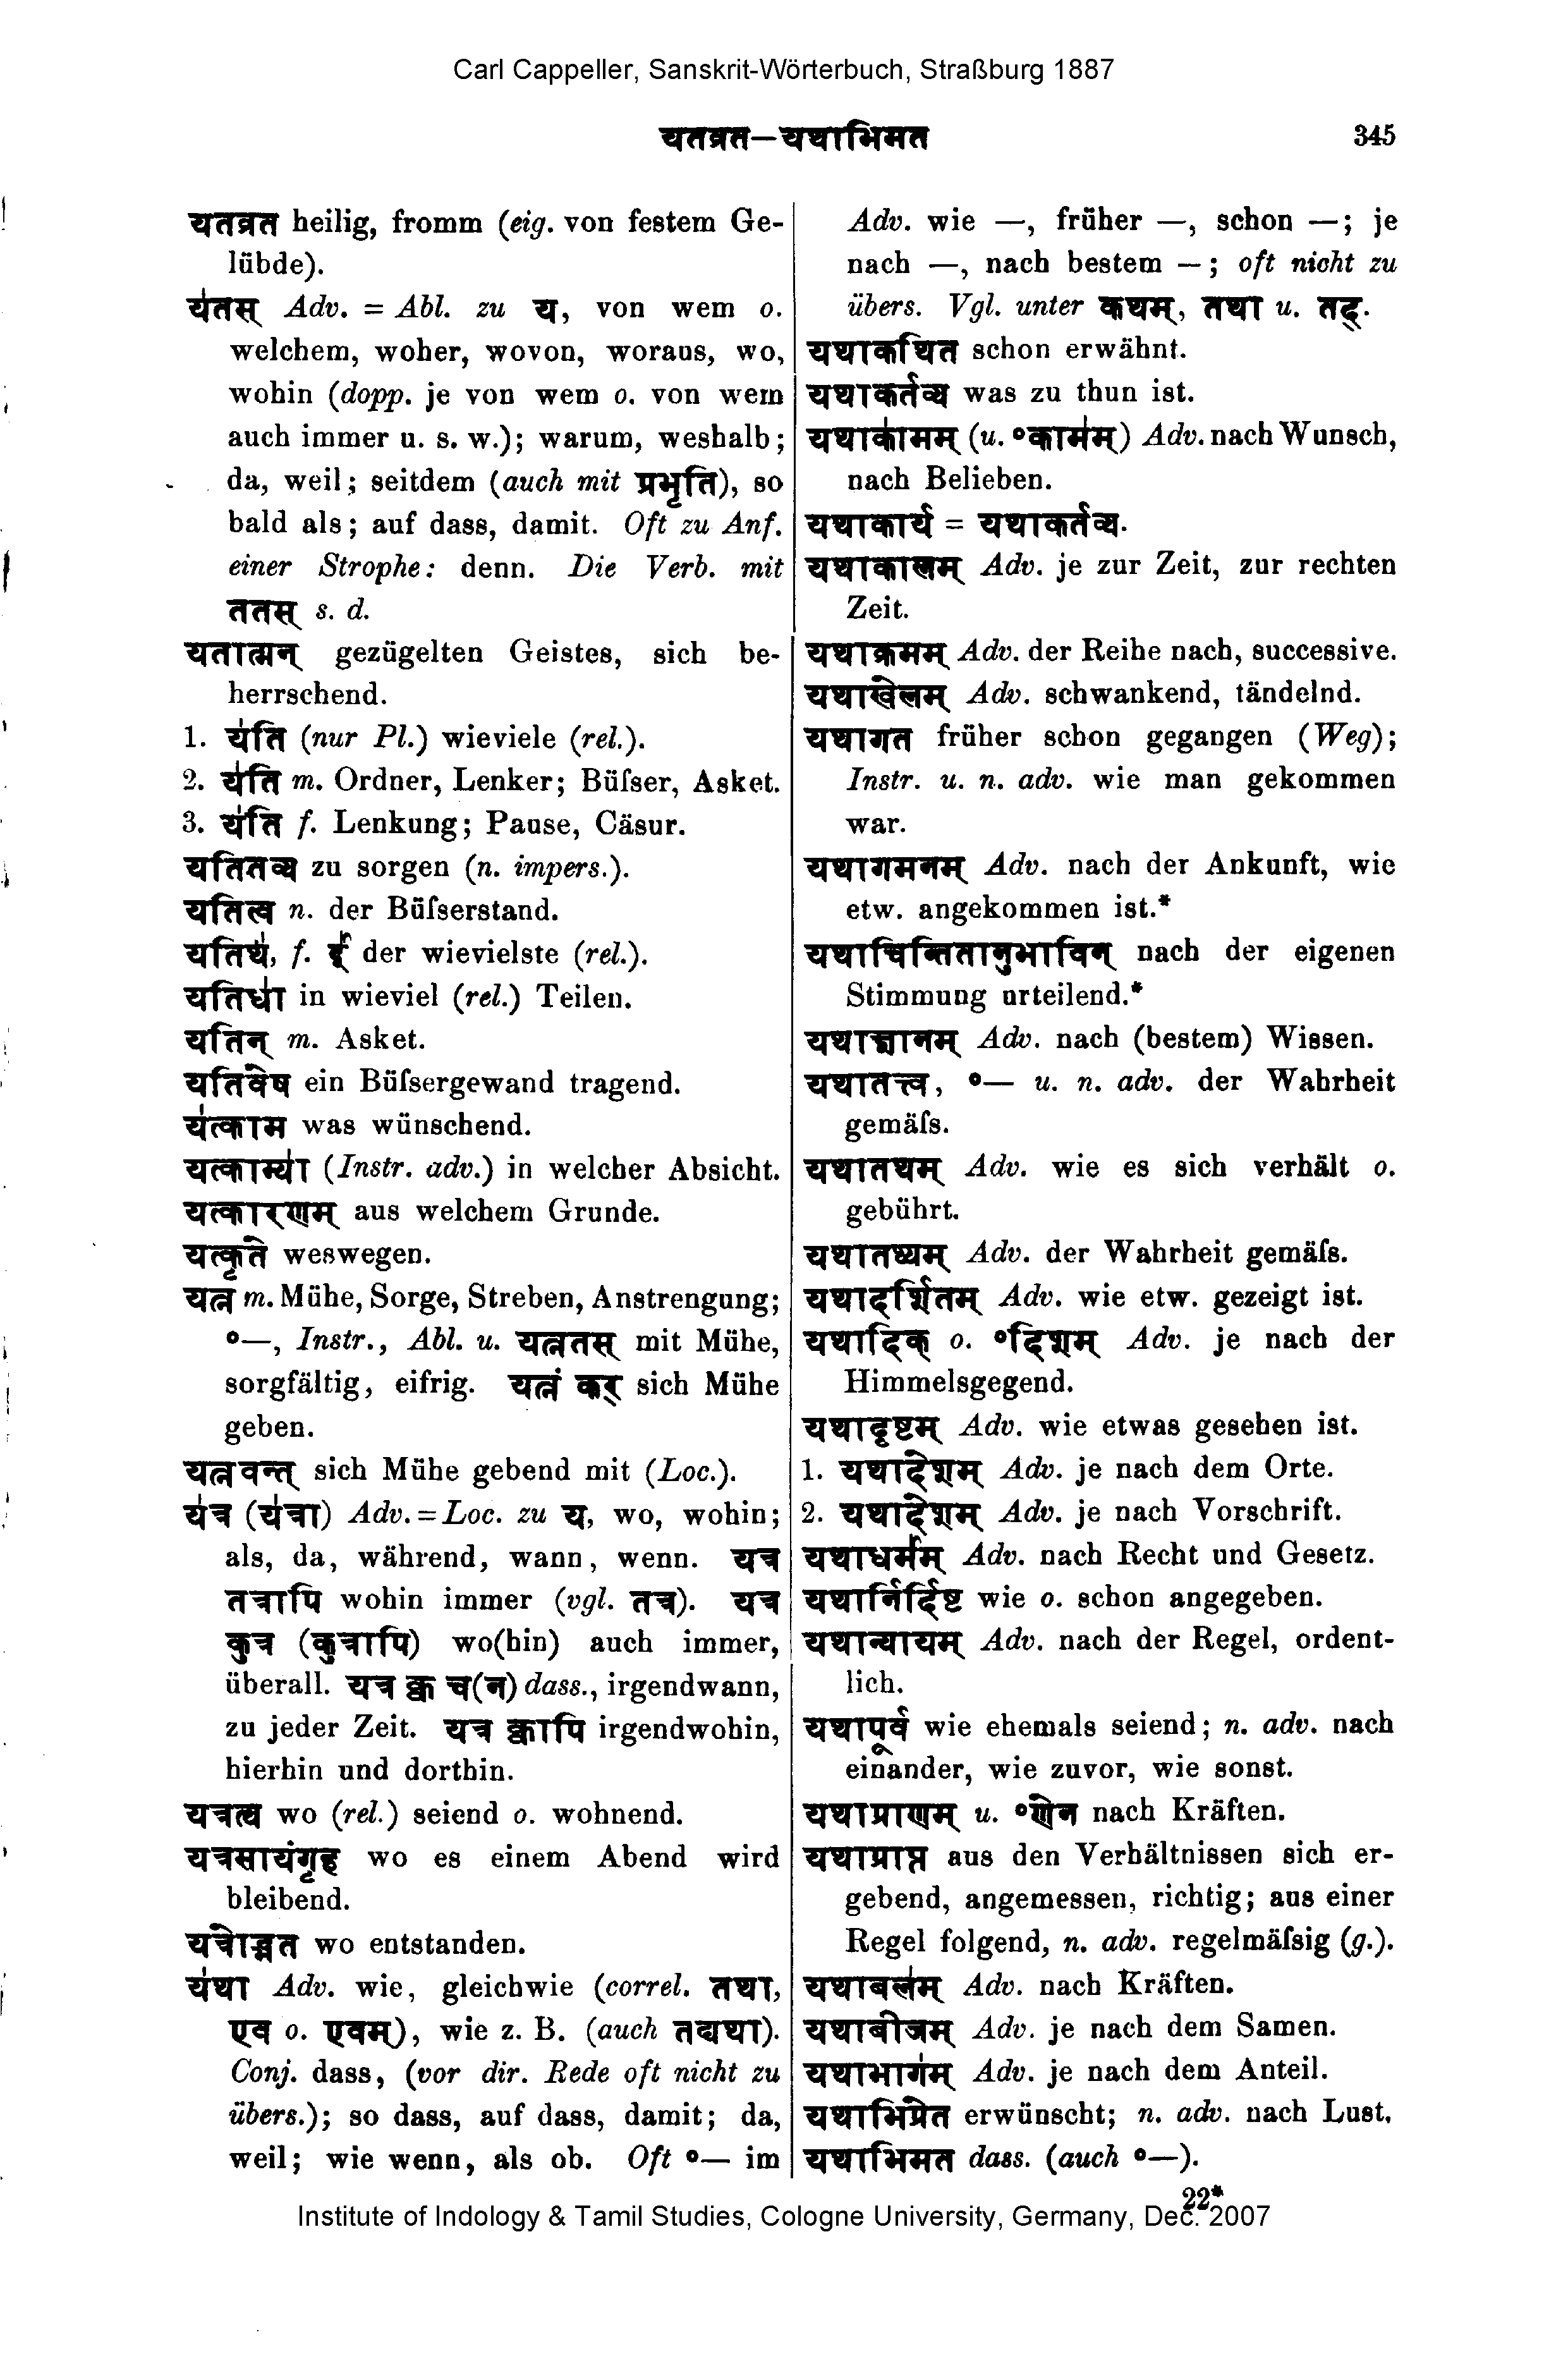 Carl Cappeller, Sanskrit-Wörterbuch, Straßburg 1887
यतव्रत—यथाभिमत 345
यतव्रत heilig, fromm (eig. von festem Ge-
lübde).
य॑तस् Adv. = Abl. zu य, von wem o.
welchem, woher, wovon, woraus, wo,
wohin (dopp. je von wem o. von wem
auch immer u. s. w.); warum, weshalb;
da, weil; seitdem (auch mit प्रभृति), so
bald als; auf dass, damit. Oft zu Anf.
einer Strophe: denn. Die Verb. mit
ततस् s. d.
यतात्मन् gezügelten Geistes, sich be-
herrschend.
1. य॑ति (nur Pl.) wieviele (rel.).
2. य॑ति m. Ordner, Lenker; Büſser, Asket.
3. य॑ति f. Lenkung; Pause, Cäsur.
यतितव्य zu sorgen (n. impers.).
यतित्व n. der Büſserstand.
यतिथ॑, f. ई॑ der wievielste (rel.).
यतिधा॑ in wieviel (rel.) Teilen.
यतिन् m. Asket.
यतिवेष ein Büſsergewand tragend.
य॑त्काम was wünschend.
यत्काम्या॑ (Instr. adv.) in welcher Absicht.
यत्कारणम् aus welchem Grunde.
यत्कृते weswegen.
यत्न m. Mühe, Sorge, Streben, Anstrengung;
°—, Instr., Abl. u. यत्नतस् mit Mühe,
sorgfältig, eifrig. यत्नं कर् sich Mühe
geben.
यत्नवन्त् sich Mühe gebend mit (Loc.).
य॑त्र (य॑त्रा) Adv. = Loc. zu य, wo, wohin;
als, da, während, wann, wenn. यत्र
तत्रापि wohin immer (vgl. तत्र). यत्र
कुत्र (कुत्रापि) wo(hin) auch immer,
überall. यत्र क्व च(न) dass., irgendwann,
zu jeder Zeit. यत्र क्वापि irgendwohin,
hierhin und dorthin.
यत्रत्य wo (rel.) seiend o. wohnend.
यत्रसायंगृह wo es einem Abend wird
bleibend.
यत्रोद्भूत wo entstanden.
य॑था Adv. wie, gleichwie (correl. तथा,
एव o. एवम्), wie z. B. (auch तद्यथा).
Conj. dass, (vor dir. Rede oft nicht zu
übers.); so dass, auf dass, damit; da,
weil; wie wenn, als ob. Oft °— im
Adv. wie —, früher —, schon —; je
nach —, nach bestem —; oft nicht zu
übers. Vgl. unter कथम्, तथा u. तद्.
यथाकथित schon erwähnt.
यथाकर्तव्य was zu thun ist.
यथाका॑मम् (u. °काम॑म्) Adv. nach Wunsch,
nach Belieben.
यथाकार्य = यथाकर्तव्य.
यथाकालम् Adv. je zur Zeit, zur rechten
Zeit.
यथाक्रमम् Adv. der Reihe nach, successive.
यथाखेलम् Adv. schwankend, tändelnd.
यथागत früher schon gegangen (Weg);
Instr. u. n. adv. wie man gekommen
war.
यथागमनम् Adv. nach der Ankunft, wie
etw. angekommen ist.*
यथाचिन्तितानुभाविन् nach der eigenen
Stimmung urteilend.*
यथाज्ञानम् Adv. nach (bestem) Wissen.
यथातत्त्व, °— u. n. adv. der Wahrheit
gemäſs.
यथातथम् Adv. wie es sich verhält o.
gebührt.
यथातथ्यम् Adv. der Wahrheit gemäſs.
यथादर्शितम् Adv. wie etw. gezeigt ist.
यथादिक् o. °दिशम् Adv. je nach der
Himmelsgegend.
यथादृष्टम् Adv. wie etwas gesehen ist.
1. यथादेशम् Adv. je nach dem Orte.
2. यथादेशम् Adv. je nach Vorschrift.
यथाधर्म॑म् Adv. nach Recht und Gesetz.
यथानिर्दिष्ट wie o. schon angegeben.
यथान्यायम् Adv. nach der Regel, ordent-
lich.
यथापूर्व wie ehemals seiend; n. adv. nach
einander, wie zuvor, wie sonst.
यथाप्राणम् u. °णेन nach Kräften.
यथाप्राप्त aus den Verhältnissen sich er-
gebend, angemessen, richtig; aus einer
Regel folgend, n. adv. regelmäſsig (g.).
यथाबल॑म् Adv. nach Kräften.
यथाबीजम् Adv. je nach dem Samen.
यथाभाग॑म् Adv. je nach dem Anteil.
यथाभिप्रेत erwünscht; n. adv. nach Lust.
यथाभिमत dass. (auch °—).
22*
Institute of Indology & Tamil Studies, Cologne University, Germany, Dec. 2007